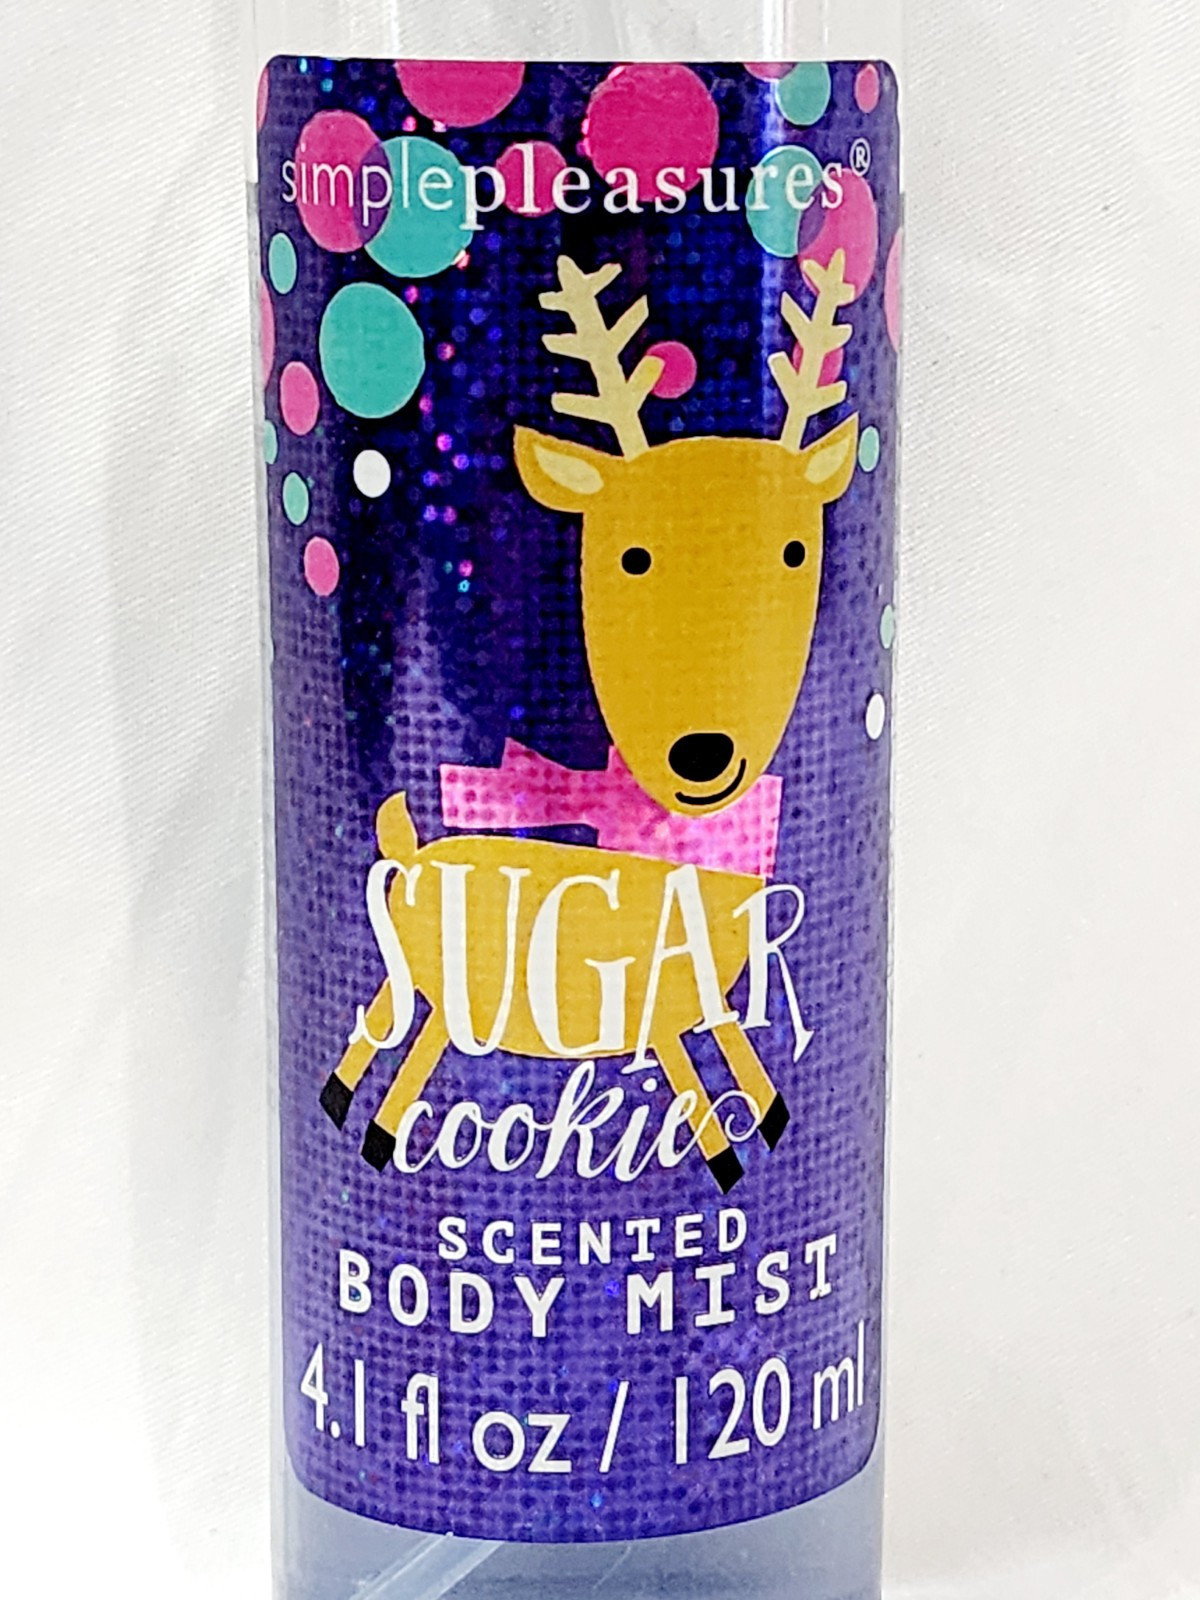 simplepleasures®
SUGAR
cookie
SCENTED
BODY MIST
4.1 fl oz / 120 ml